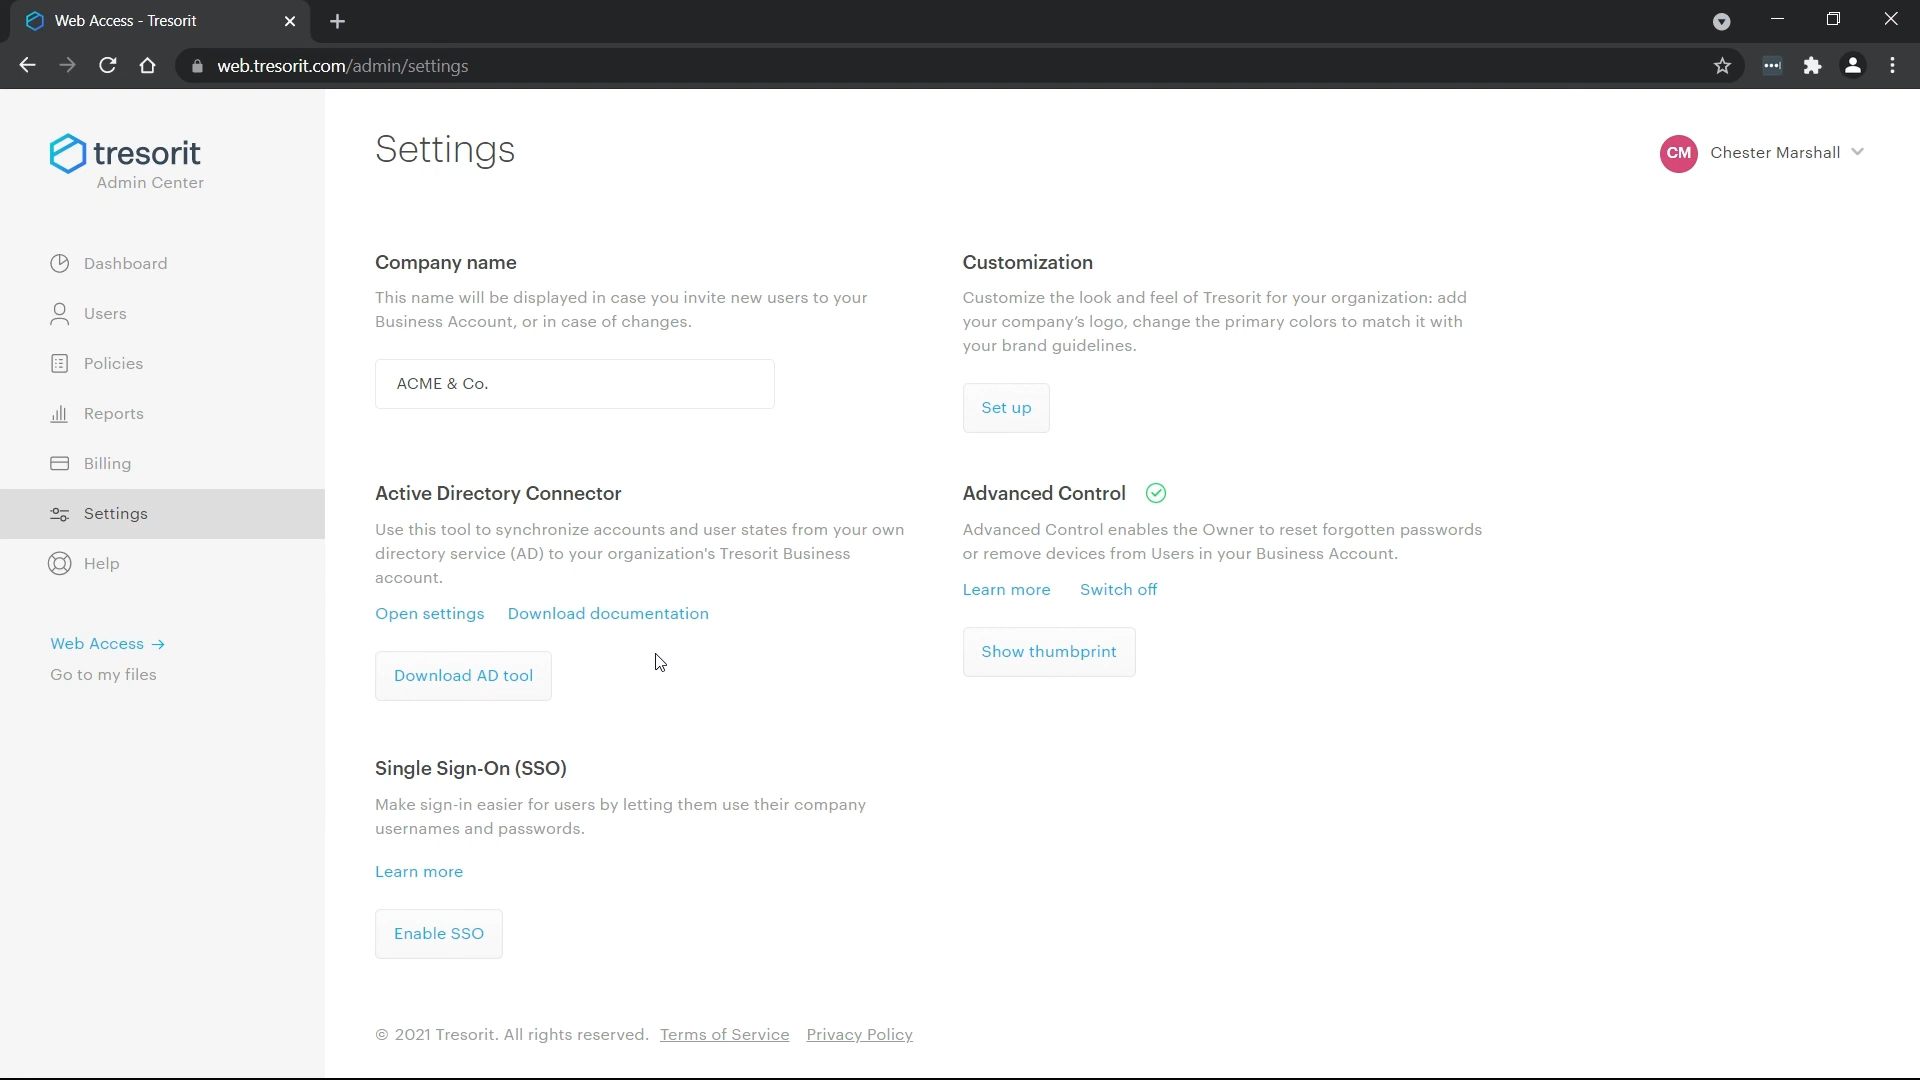 Web Access - Tresorit
web.tresorit.com/admin/settings
tresorit
Admin Center
Dashboard
Users
Policies
Reports
Billing
Settings
Help
Web Access →
Go to my files
Settings
CM
Chester Marshall
Company name
This name will be displayed in case you invite new users to your
Business Account, or in case of changes.
ACME & Co.
Customization
Customize the look and feel of Tresorit for your organization: add
your company's logo, change the primary colors to match it with
your brand guidelines.
Set up
Active Directory Connector
Use this tool to synchronize accounts and user states from your own
directory service (AD) to your organization's Tresorit Business
account.
Open settings Download documentation
Download AD tool
Advanced Control
Advanced Control enables the Owner to reset forgotten passwords
or remove devices from Users in your Business Account.
Learn more Switch off
Show thumbprint
Single Sign-On (SSO)
Make sign-in easier for users by letting them use their company
usernames and passwords.
Learn more
Enable SSO
© 2021 Tresorit. All rights reserved. Terms of Service Privacy Policy